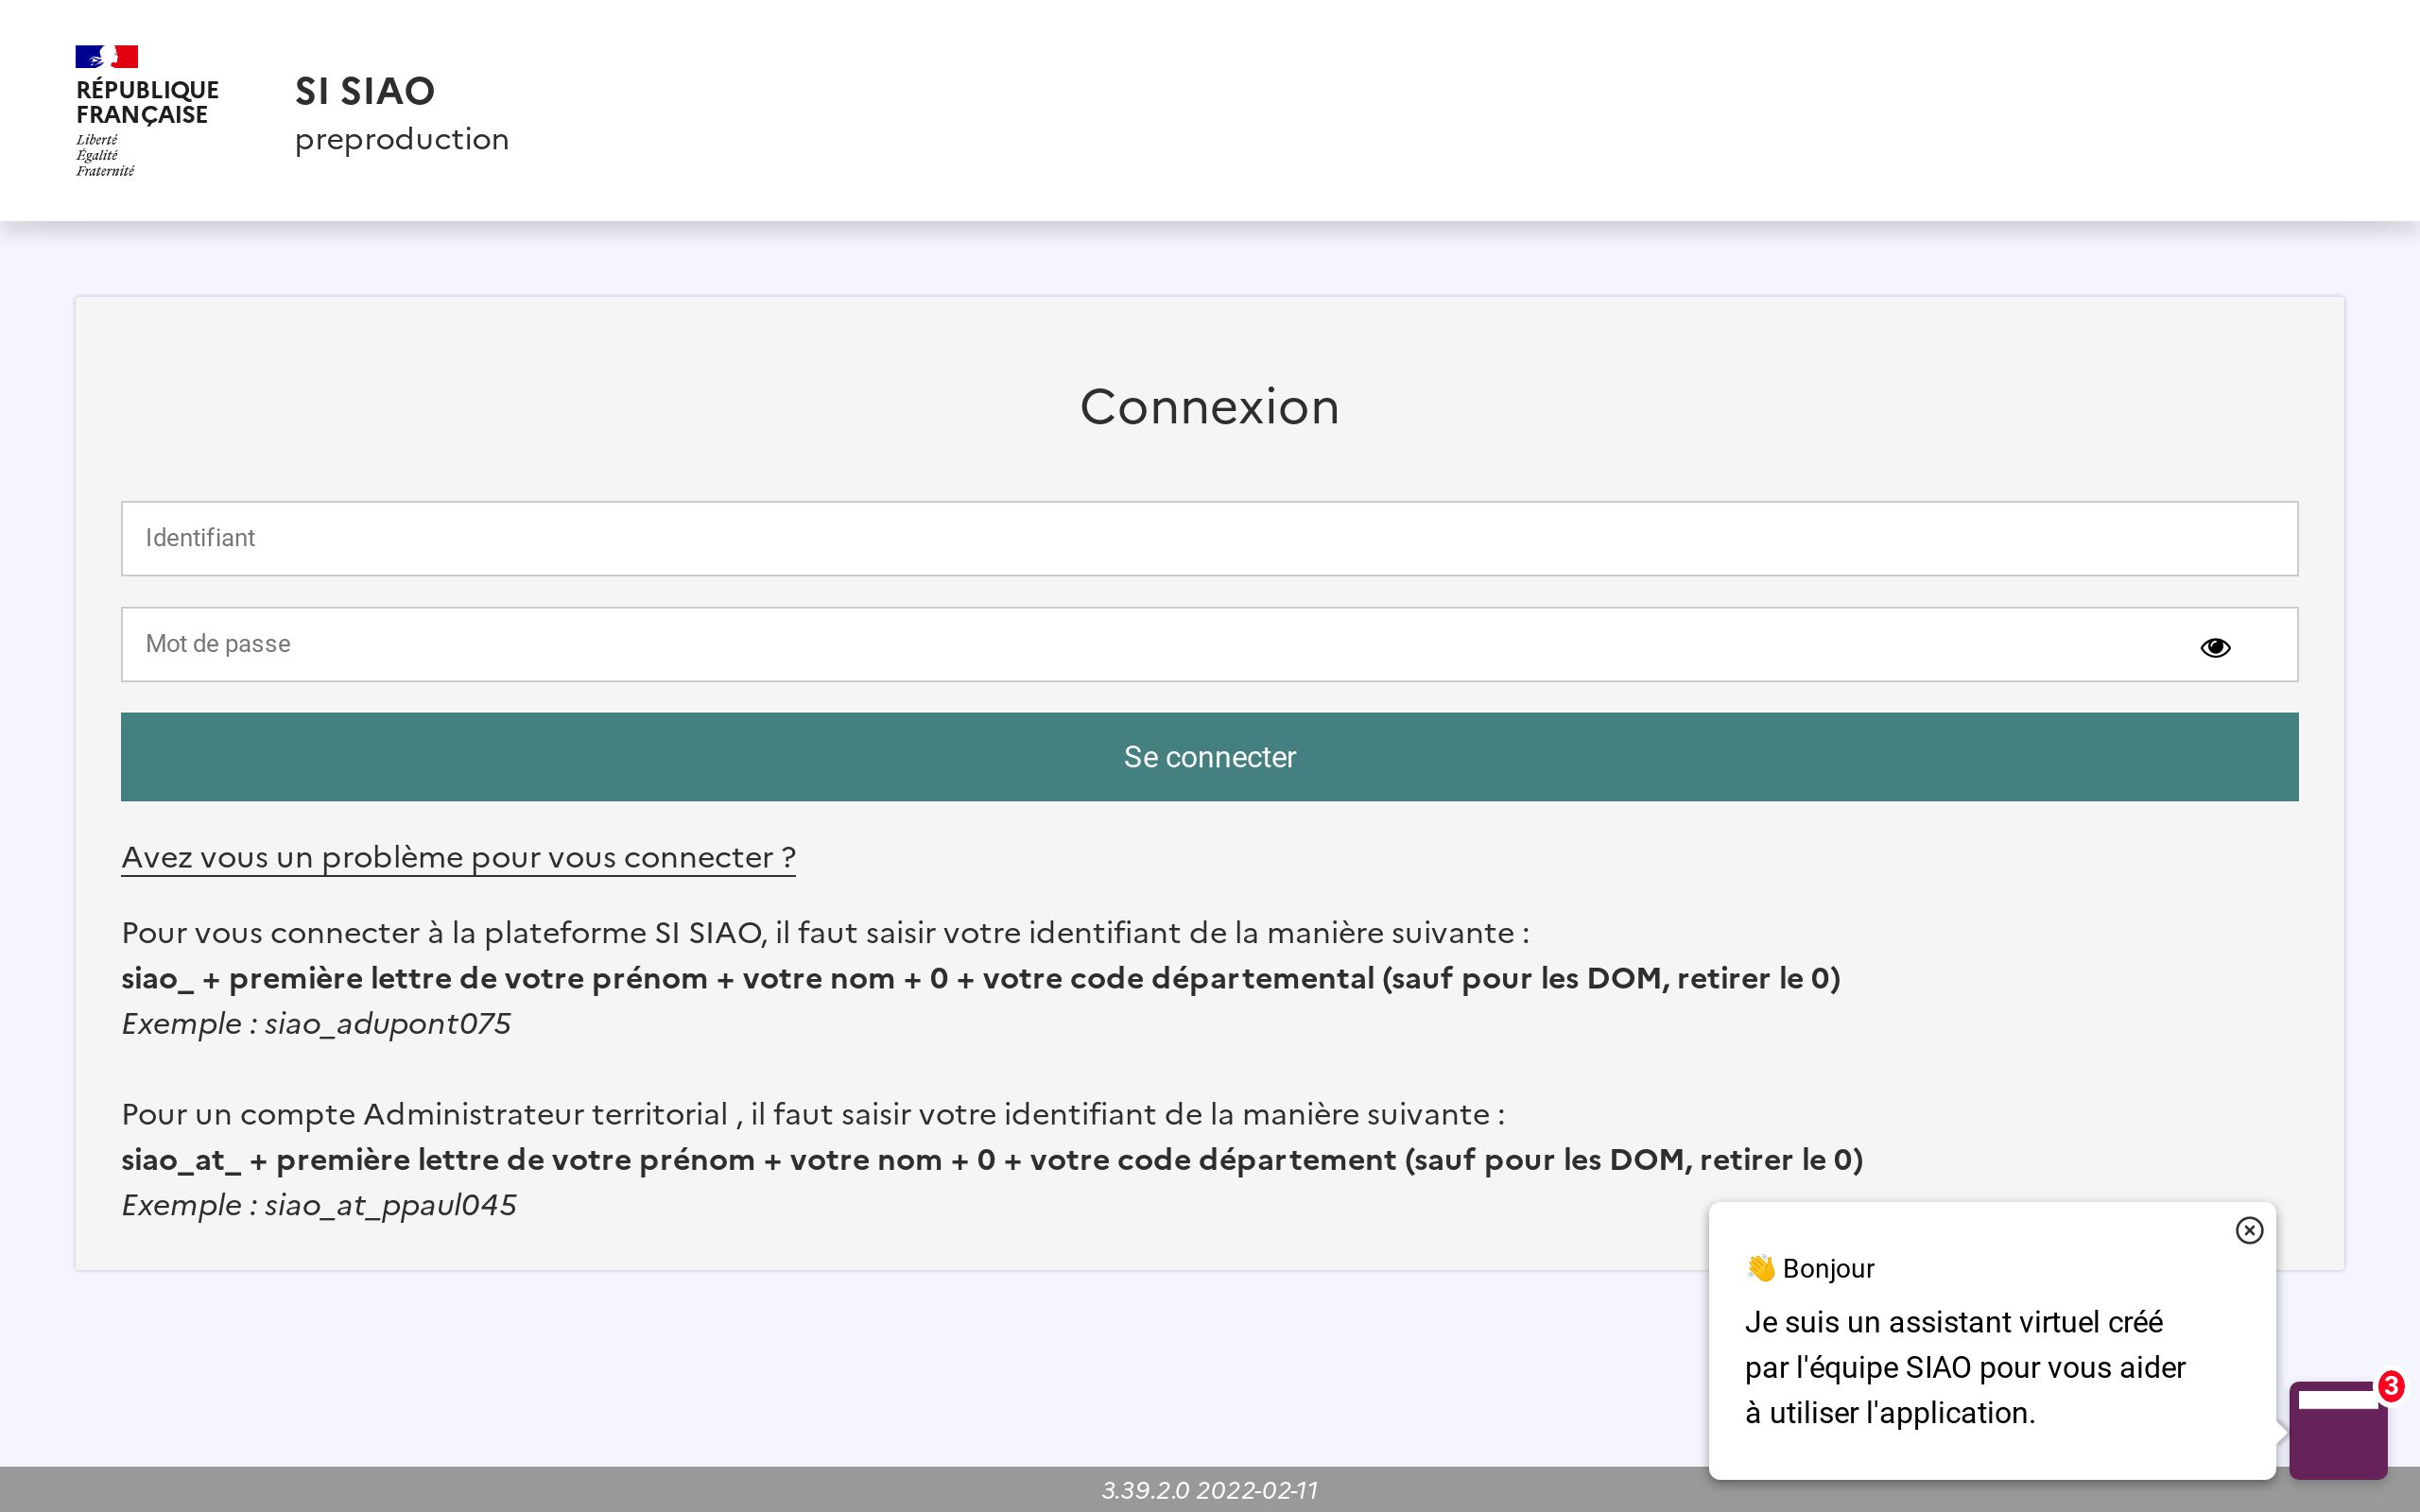 RÉPUBLIQUE
FRANÇAISE
Liberté
Égalité
Fraternité
SI SIAO
preproduction
Connexion
Identifiant
Mot de passe
Se connecter
Avez vous un problème pour vous connecter ?
Pour vous connecter à la plateforme SI SIAO, il faut saisir votre identifiant de la manière suivante :
siao_ + première lettre de votre prénom + votre nom + 0 + votre code départemental (sauf pour les DOM, retirer le 0)
Exemple : siao_adupont075
Pour un compte Administrateur territorial , il faut saisir votre identifiant de la manière suivante :
siao_at_ + première lettre de votre prénom + votre nom + 0 + votre code département (sauf pour les DOM, retirer le 0)
Exemple : siao_at_ppaul045
👋 Bonjour
Je suis un assistant virtuel créé
par l'équipe SIAO pour vous aider
à utiliser l'application.
3
3.39.2.0 2022-02-11